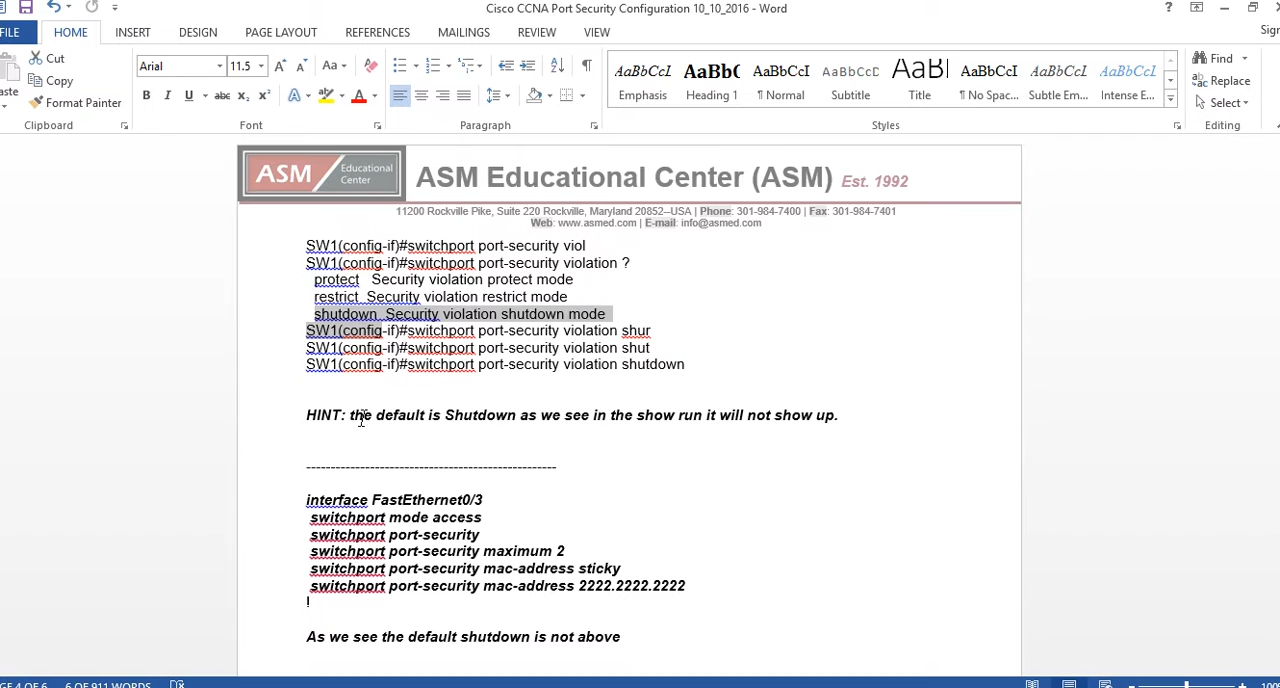 Cisco CCNA Port Security Configuration 10_10_2016 - Word
FILE HOME INSERT DESIGN PAGE LAYOUT REFERENCES MAILINGS REVIEW VIEW
Cut
Copy
Format Painter
Clipboard
Arial 11.5
Font
Paragraph
AaBbCcI AaBbC AaBbCcI AaBbCcC AaBl AaBbCcI AaBbCcL AaBbCcL
Emphasis Heading 1 ¶ Normal Subtitle Title ¶ No Spac... Subtle Em... Intense E...
Styles
Find
Replace
Select
Editing
ASM Educational Center
ASM Educational Center (ASM) Est. 1992
11200 Rockville Pike, Suite 220 Rockville, Maryland 20852--USA | Phone: 301-984-7400 | Fax: 301-984-7401
Web: www.asmed.com | E-mail: info@asmed.com
SW1(config-if)#switchport port-security viol
SW1(config-if)#switchport port-security violation ?
protect Security violation protect mode
restrict Security violation restrict mode
shutdown Security violation shutdown mode
SW1(config-if)#switchport port-security violation shur
SW1(config-if)#switchport port-security violation shut
SW1(config-if)#switchport port-security violation shutdown
HINT: the default is Shutdown as we see in the show run it will not show up.
---------------------------------------------------
interface FastEthernet0/3
switchport mode access
switchport port-security
switchport port-security maximum 2
switchport port-security mac-address sticky
switchport port-security mac-address 2222.2222.2222
!
As we see the default shutdown is not above
6 OF 911 WORDS